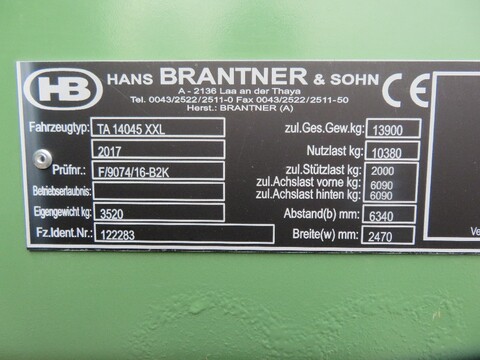 HB HANS BRANTNER & SOHN CE
A - 2136 Laa an der Thaya
Tel. 0043/2522/2511-0 Fax 0043/2522/2511-50
Herst.: BRANTNER (A)
Fahrzeugtyp: TA 14045 XXL zul.Ges.Gew.kg: 13900
2017 Nutzlast kg: 10380
Prüfnr.: F/9074/16-B2K zul.Stützlast kg: 2000
zul.Achslast vorne kg: 6090
Betriebserlaubnis: zul.Achslast hinten kg: 6090
Eigengewicht kg: 3520 Abstand(b) mm: 6340
Fz.Ident.Nr.: 122283 Breite(w) mm: 2470